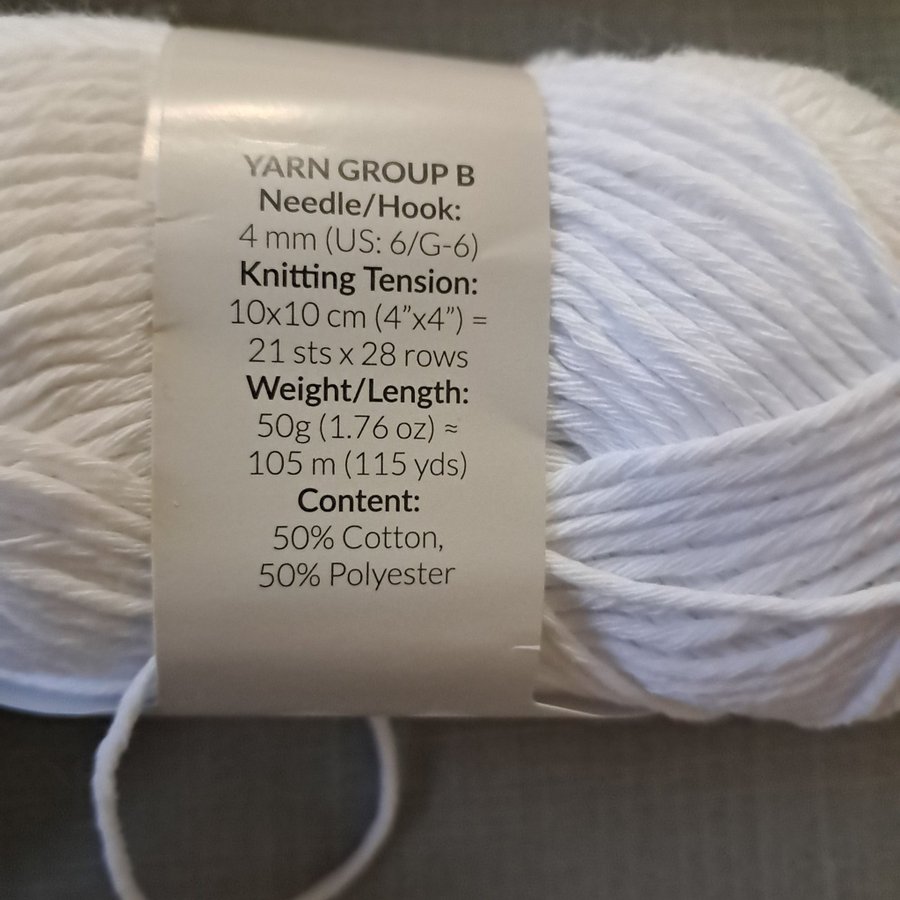 YARN GROUP B
Needle/Hook:
4 mm (US: 6/G-6)
Knitting Tension:
10x10 cm (4”x4”) =
21 sts x 28 rows
Weight/Length:
50g (1.76 oz) ≈
105 m (115 yds)
Content:
50% Cotton,
50% Polyester